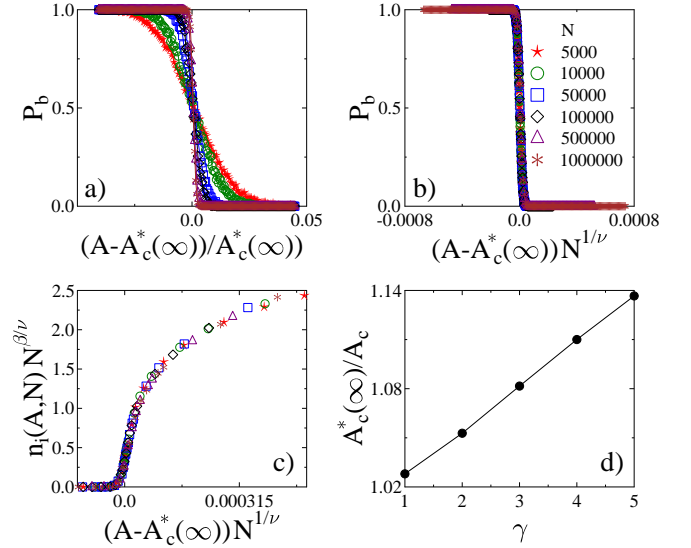 1.0
0.5
0.0
P_b
a)
0.0
0.05
(A-A*_c(∞))/A*_c(∞))
1.0
0.5
0.0
P_b
b)
N
5000
10000
50000
100000
500000
1000000
-0.0008
0.0
0.0008
(A-A*_c(∞))N^{1/ν}
2.5
2.0
1.5
1.0
0.5
0.0
n_i(A,N)N^{β/ν}
c)
0.0
0.000315
(A-A*_c(∞))N^{1/ν}
1.14
1.08
1.02
A*_c(∞)/A_c
d)
1
2
3
4
5
γ